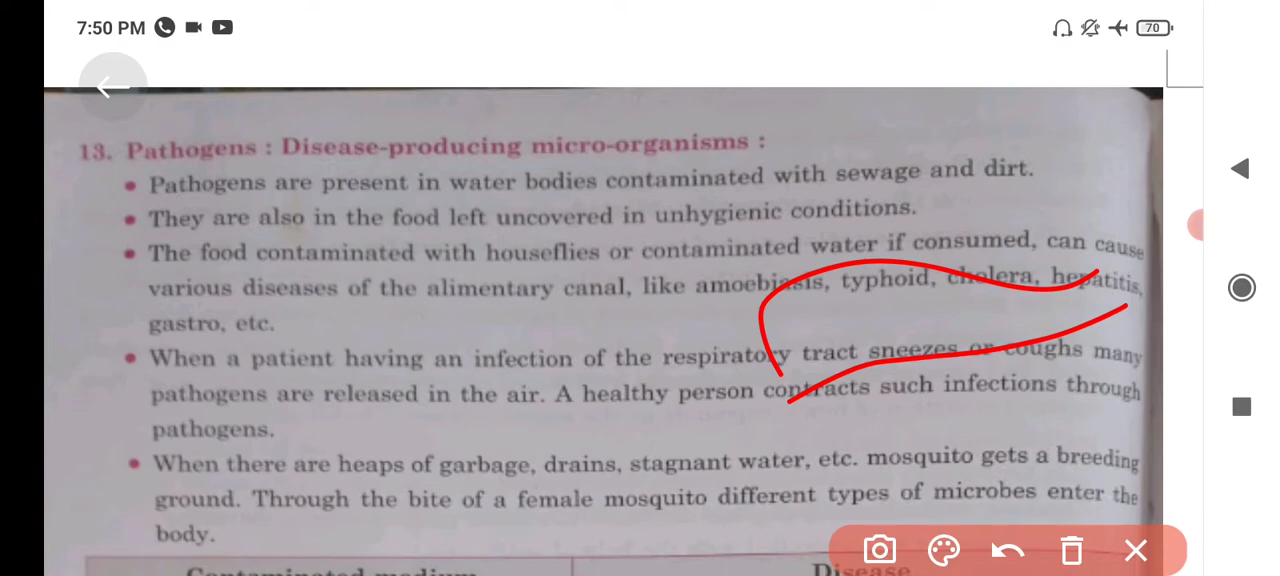 7:50 PM
70
13. Pathogens : Disease-producing micro-organisms :
• Pathogens are present in water bodies contaminated with sewage and dirt.
• They are also in the food left uncovered in unhygienic conditions.
• The food contaminated with houseflies or contaminated water if consumed, can cause
various diseases of the alimentary canal, like amoebiasis, typhoid, cholera, hepatitis,
gastro, etc.
• When a patient having an infection of the respiratory tract sneezes or coughs many
pathogens are released in the air. A healthy person contracts such infections through
pathogens.
• When there are heaps of garbage, drains, stagnant water, etc. mosquito gets a breeding
ground. Through the bite of a female mosquito different types of microbes enter the
body.
Contaminated medium Disease